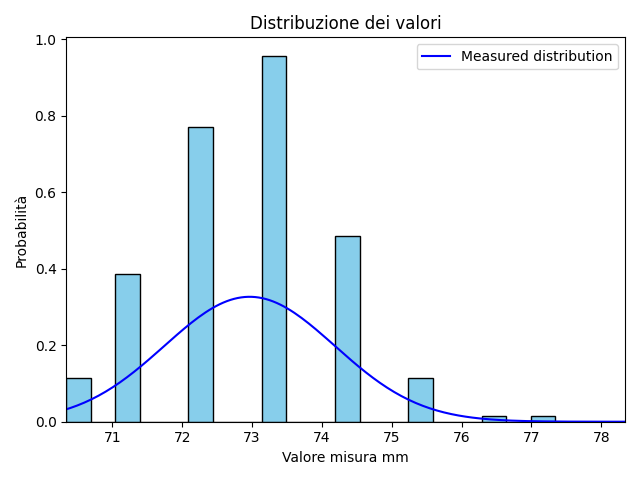 Distribuzione dei valori
Measured distribution
1.0
0.8
0.6
0.4
0.2
0.0
Probabilità
71 72 73 74 75 76 77 78
Valore misura mm